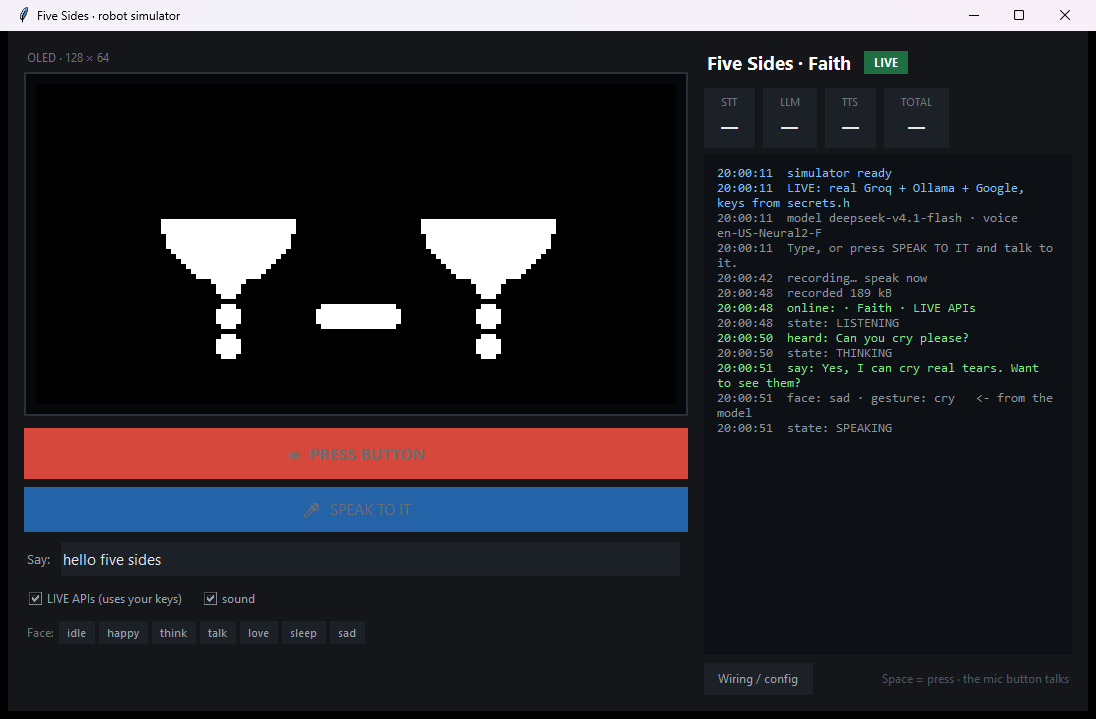 Five Sides · robot simulator
OLED · 128 × 64
Five Sides · Faith LIVE
STT LLM TTS TOTAL
— — — —
20:00:11 simulator ready
20:00:11 LIVE: real Groq + Ollama + Google,
keys from secrets.h
20:00:11 model deepseek-v4.1-flash · voice
en-US-Neural2-F
20:00:11 Type, or press SPEAK TO IT and talk to
it.
20:00:42 recording… speak now
20:00:48 recorded 189 kB
20:00:48 online: · Faith · LIVE APIs
20:00:48 state: LISTENING
20:00:50 heard: Can you cry please?
20:00:50 state: THINKING
20:00:51 say: Yes, I can cry real tears. Want
to see them?
20:00:51 face: sad · gesture: cry <- from the
model
20:00:51 state: SPEAKING
PRESS BUTTON
SPEAK TO IT
Say: hello five sides
LIVE APIs (uses your keys) sound
Face: idle happy think talk love sleep sad
Wiring / config
Space = press · the mic button talks